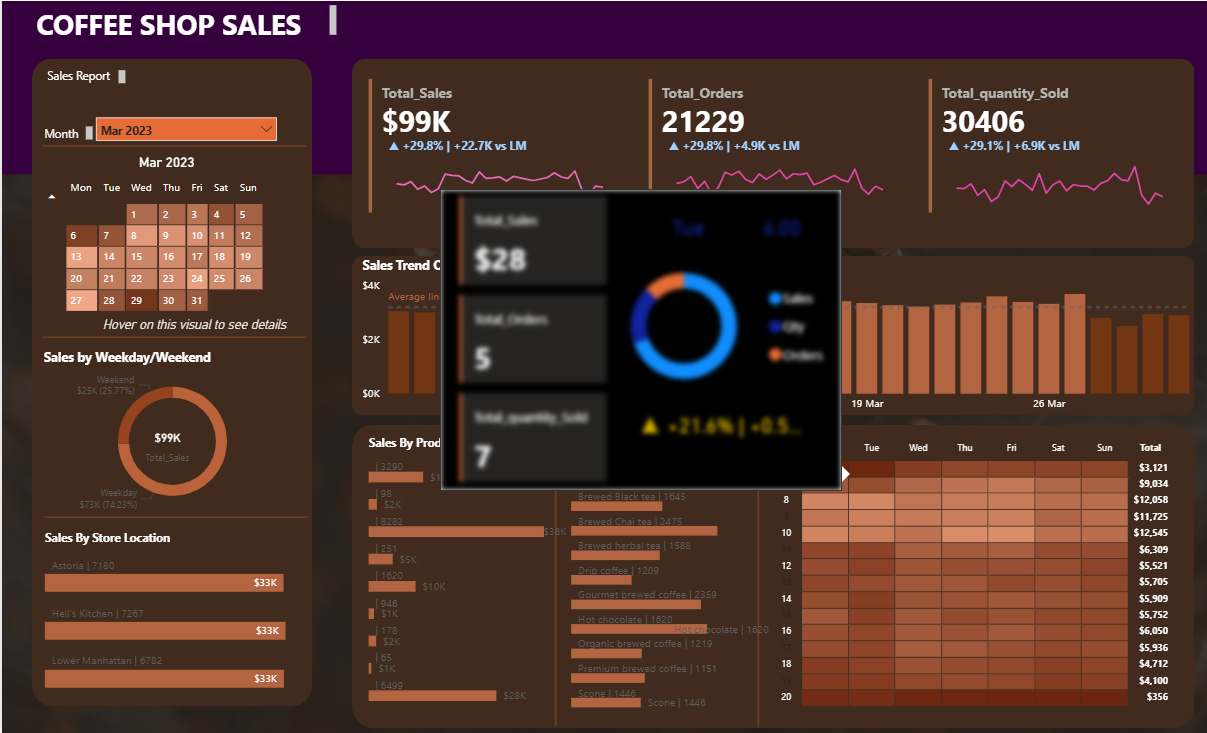 COFFEE SHOP SALES
Sales Report
Month
Mar 2023
Mar 2023
Mon Tue Wed Thu Fri Sat Sun
1 2 3 4 5
6 7 8 9 10 11 12
13 14 15 16 17 18 19
20 21 22 23 24 25 26
27 28 29 30 31
Hover on this visual to see details
Sales by Weekday/Weekend
Weekend
$25K (25.77%)
$99K
Total_Sales
Weekday
$73K (74.23%)
Sales By Store Location
Astoria | 7180
$33K
Hell's Kitchen | 7267
$33K
Lower Manhattan | 6782
$33K
Total_Sales
$99K
▲ +29.8% | +22.7K vs LM
Total_Orders
21229
▲ +29.8% | +4.9K vs LM
Total_quantity_Sold
30406
▲ +29.1% | +6.9K vs LM
Sales Trend
$4K
Average
$2K
$0K
19 Mar
26 Mar
Total_Sales
$28
Total_Orders
5
Total_quantity_Sold
7
Tue 6.00
Sales
Qty
Orders
▲ +21.6% | +0.5...
Sales By
| 3290
| 98
$2K
| 8282
$38K
| 251
$5K
| 1620
$10K
| 946
$1K
| 178
$2K
| 65
$1K
| 6499
$28K
Brewed Black tea | 1645
Brewed Chai tea | 2475
Brewed herbal tea | 1588
Drip coffee | 1209
Gourmet brewed coffee | 2359
Hot chocolate | 1620
Hot chocolate | 1620
Organic brewed coffee | 1219
Premium brewed coffee | 1151
Scone | 1446
Scone | 1446
Tue Wed Thu Fri Sat Sun Total
$3,121
$9,034
8 $12,058
$11,725
10 $12,545
$6,309
12 $5,521
$5,705
14 $5,909
$5,752
16 $6,050
$5,936
18 $4,712
$4,100
20 $356